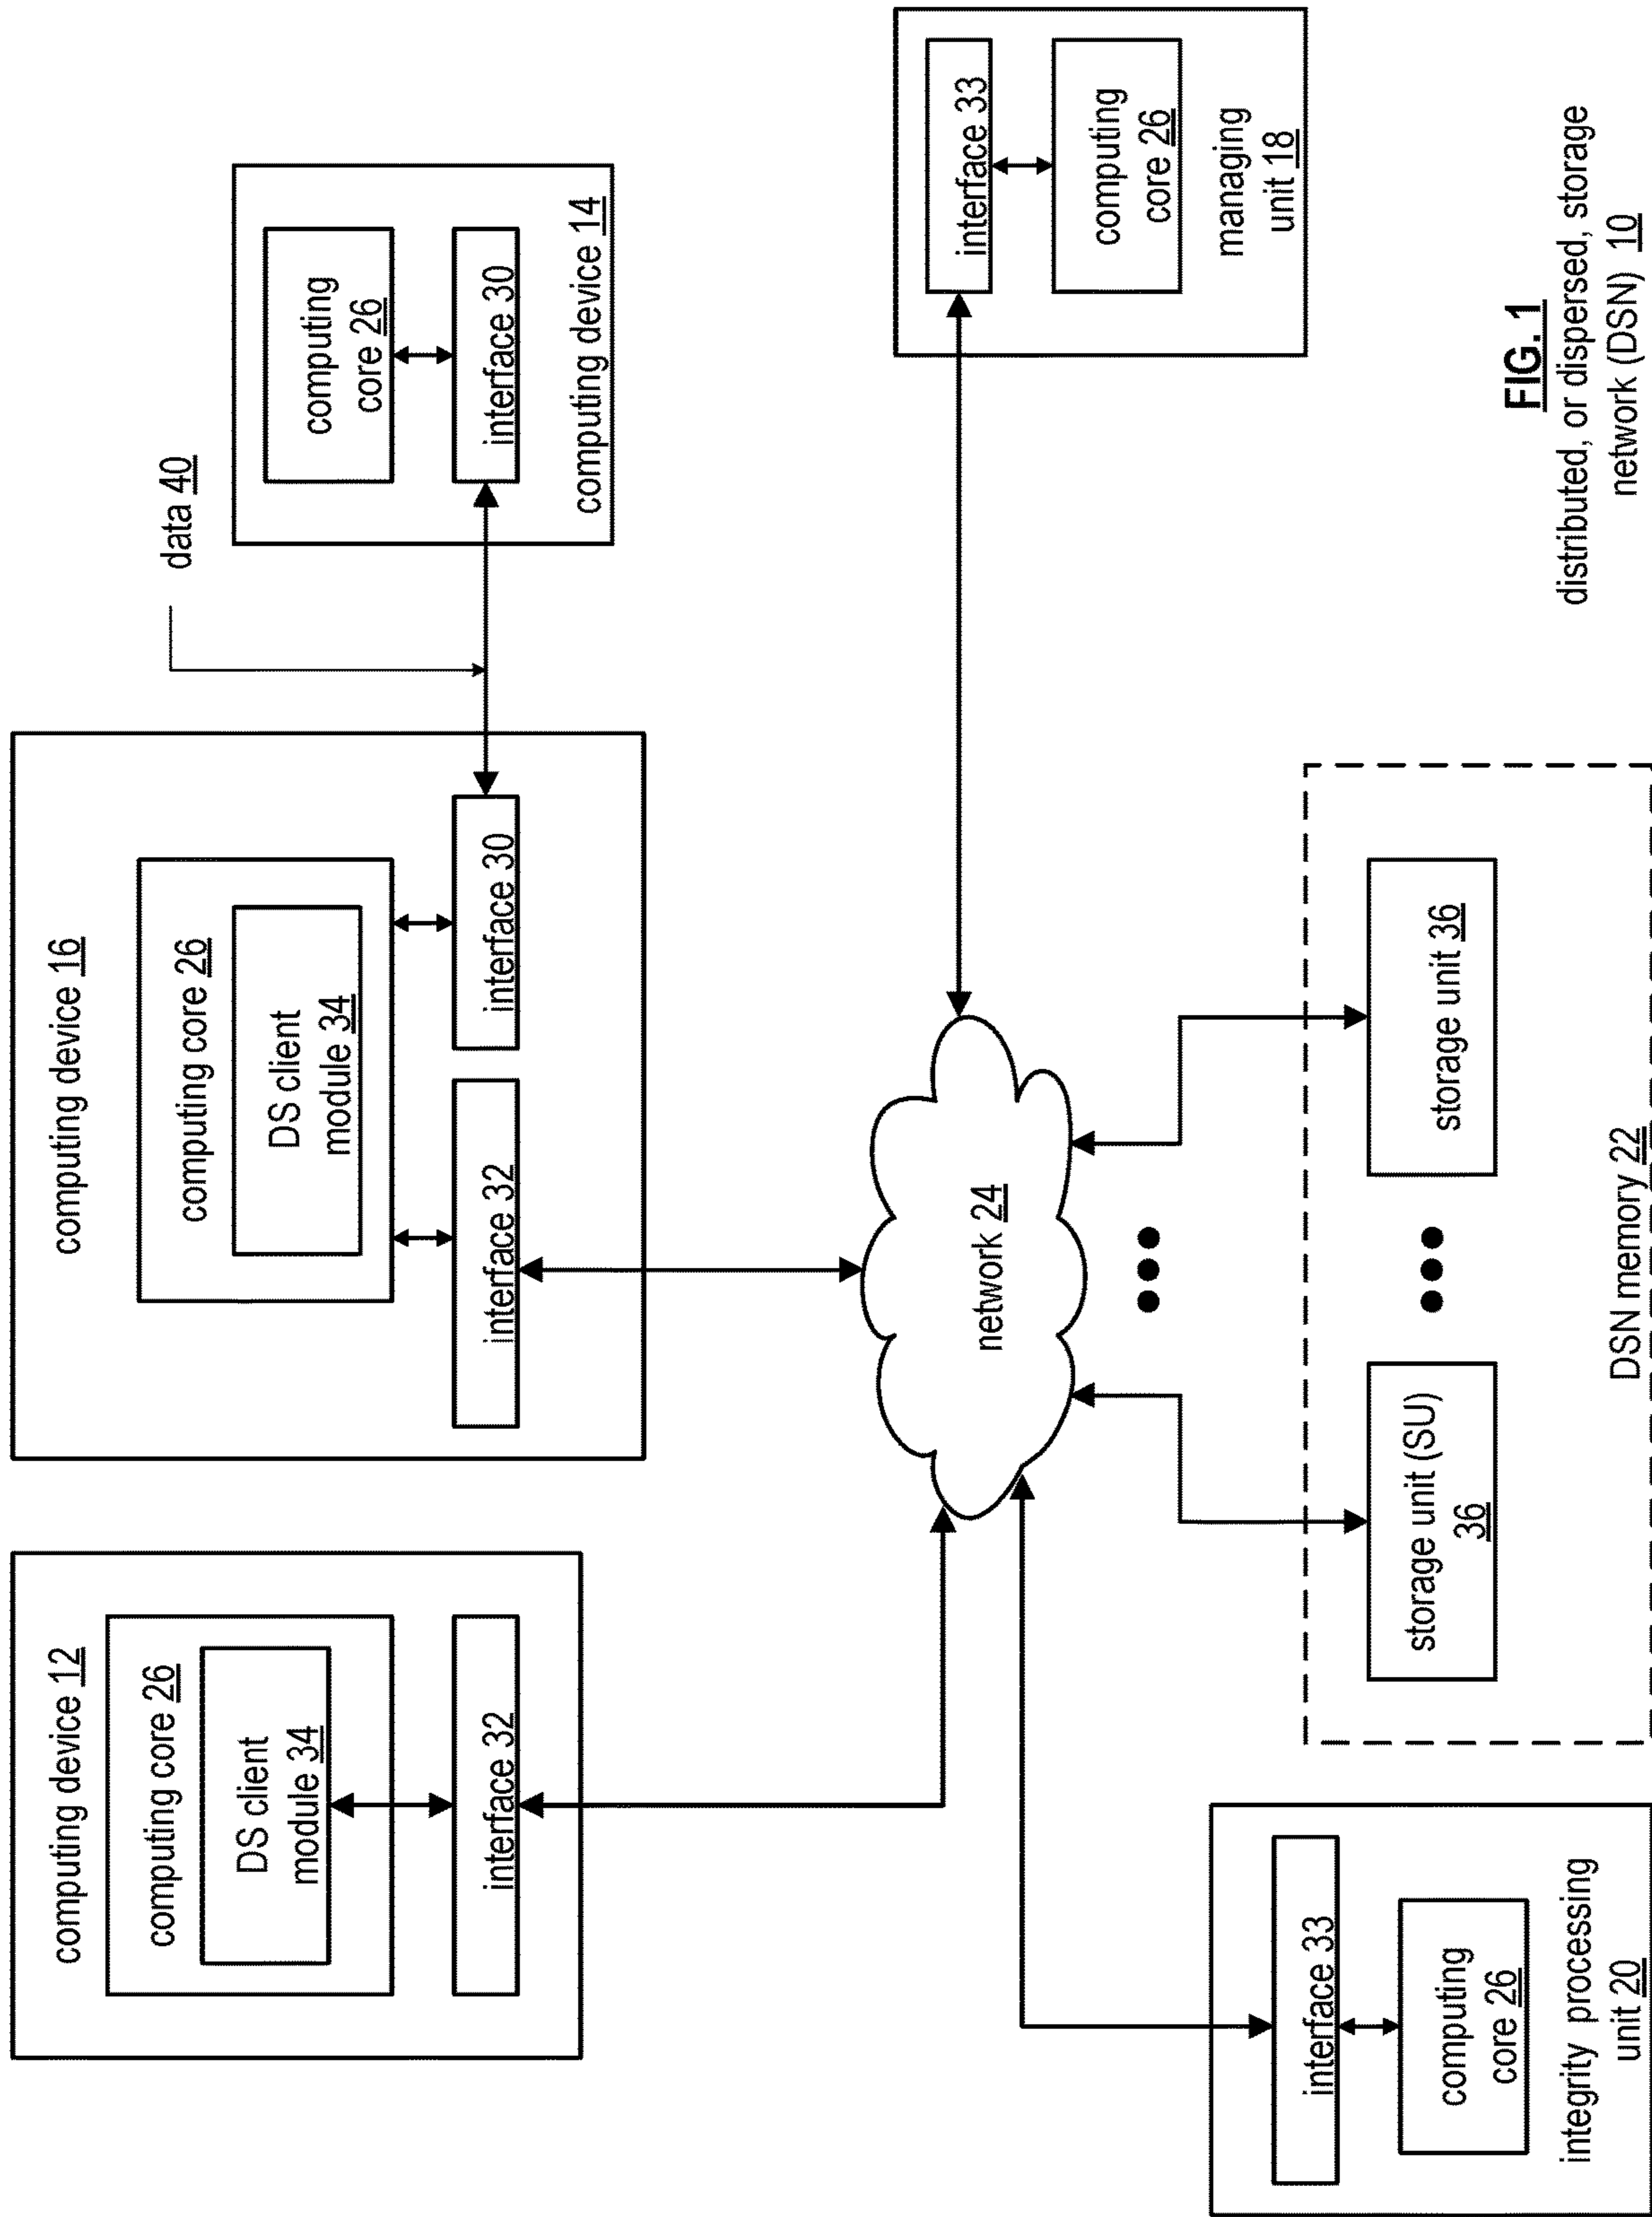 computing device 12
computing core 26
DS client
module 34
interface 32
computing device 16
computing core 26
DS client
module 34
interface 32
interface 30
data 40
computing
core 26
interface 30
computing device 14
network 24
interface 33
computing
core 26
managing
unit 18
interface 33
computing
core 26
integrity processing
unit 20
storage unit (SU)
36
storage unit 36
DSN memory 22
FIG. 1
distributed, or dispersed, storage
network (DSN) 10